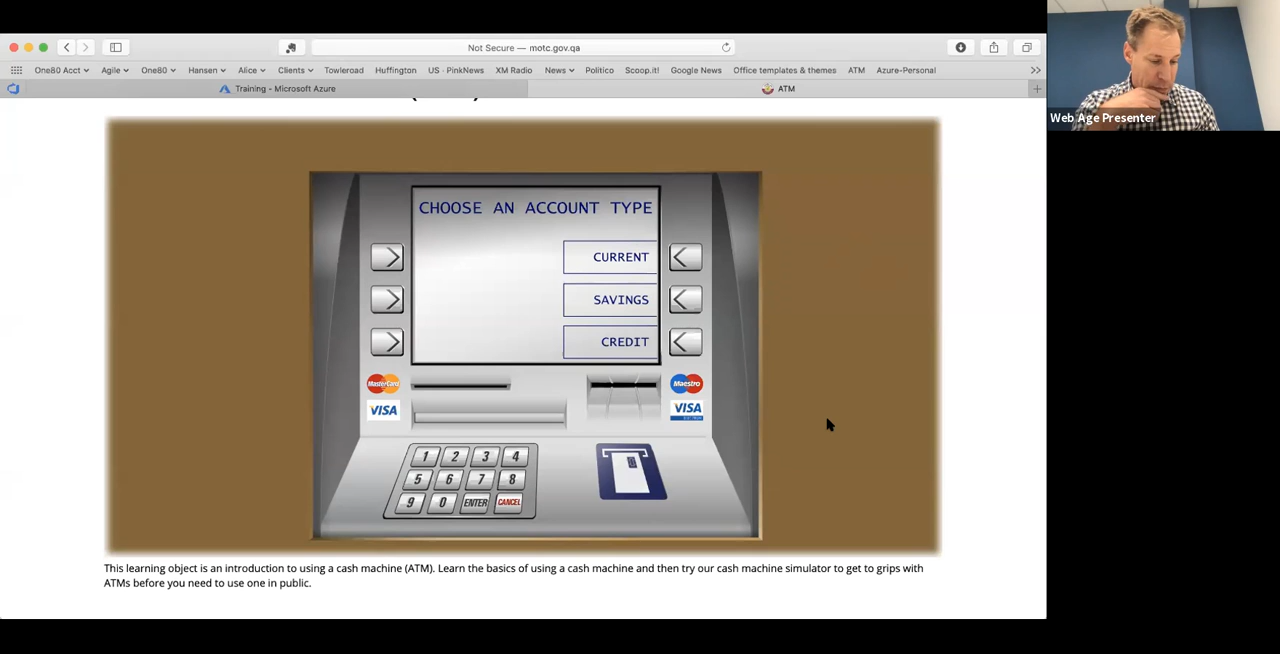 Not Secure — motc.gov.qa
One80 Acct Agile One80 Hansen Alice Clients Towleroad Huffington US - PinkNews XM Radio News Politico Scoop.it! Google News Office templates & themes ATM Azure-Personal
Training - Microsoft Azure ATM
Web Age Presenter
CHOOSE AN ACCOUNT TYPE
CURRENT
SAVINGS
CREDIT
MasterCard Maestro
VISA VISA
1 2 3 4
5 6 7 8
9 0 ENTER CANCEL
This learning object is an introduction to using a cash machine (ATM). Learn the basics of using a cash machine and then try our cash machine simulator to get to grips with
ATMs before you need to use one in public.